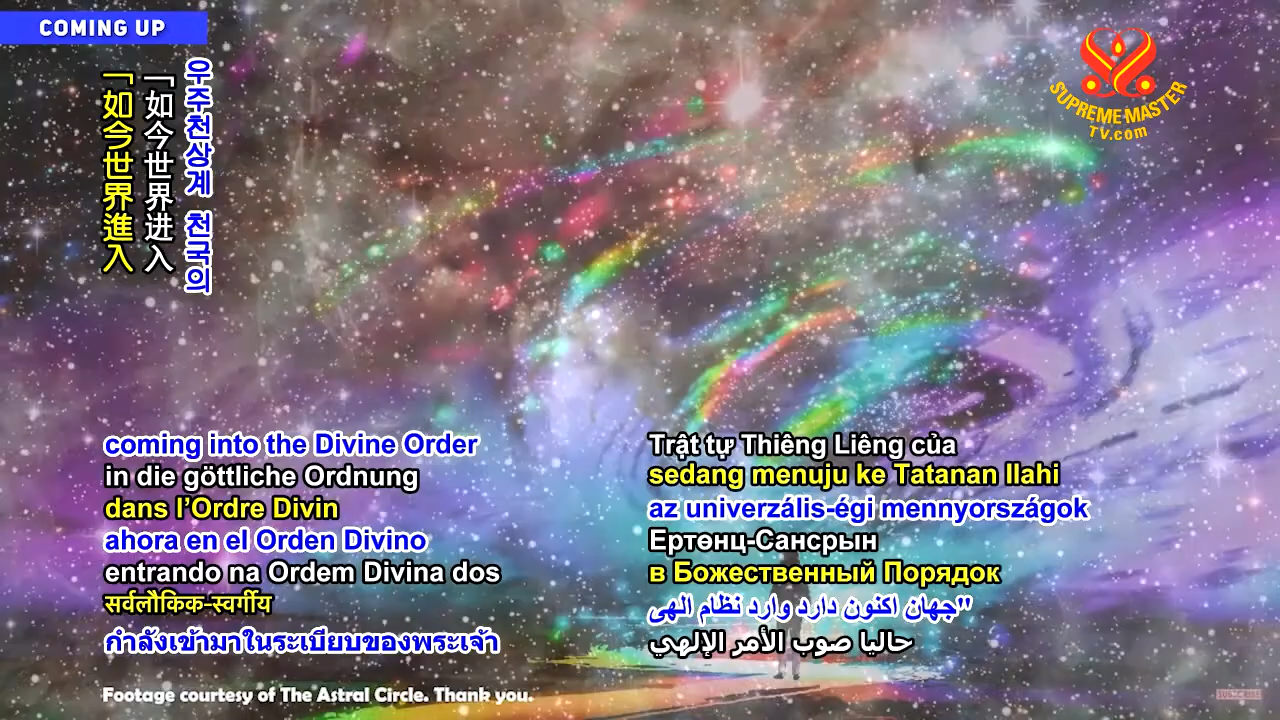 COMING UP
SUPREME MASTER
TV.com
우주천상계 천국의
「如今世界进入
「如今世界進入
coming into the Divine Order
in die göttliche Ordnung
dans l’Ordre Divin
ahora en el Orden Divino
entrando na Ordem Divina dos
सर्वलौकिक-स्वर्गीय
กำลังเข้ามาในระเบียบของพระเจ้า
Trật tự Thiêng Liêng của
sedang menuju ke Tatanan Ilahi
az univerzális-égi mennyországok
Ертөнц-Сансрын
в Божественный Порядок
"جهان اکنون دارد وارد نظام الهی
حاليا صوب الأمر الإلهي
Footage courtesy of The Astral Circle. Thank you.
SUBSCRIBE